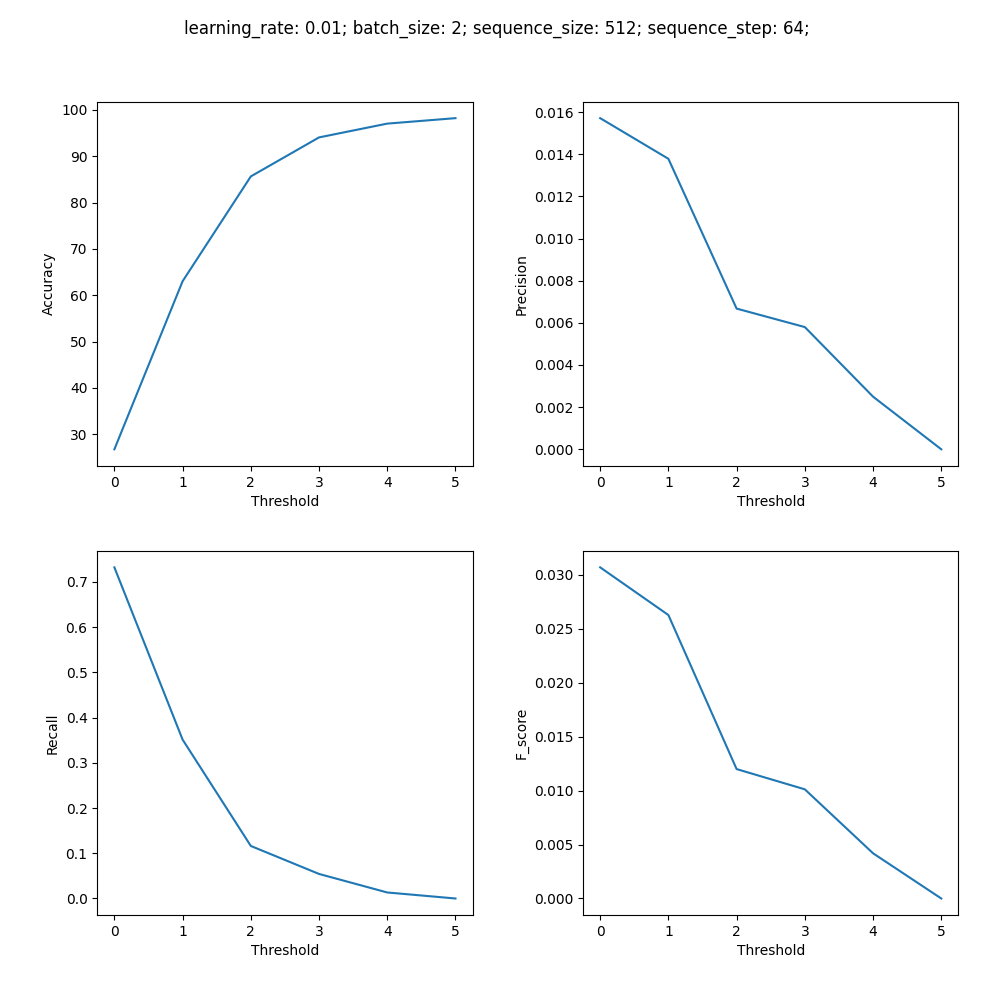 learning_rate: 0.01; batch_size: 2; sequence_size: 512; sequence_step: 64;
100
90
80
70
60
50
40
30
Accuracy
0 1 2 3 4 5
Threshold
0.016
0.014
0.012
0.010
0.008
0.006
0.004
0.002
0.000
Precision
0 1 2 3 4 5
Threshold
0.7
0.6
0.5
0.4
0.3
0.2
0.1
0.0
Recall
0 1 2 3 4 5
Threshold
0.030
0.025
0.020
0.015
0.010
0.005
0.000
F_score
0 1 2 3 4 5
Threshold